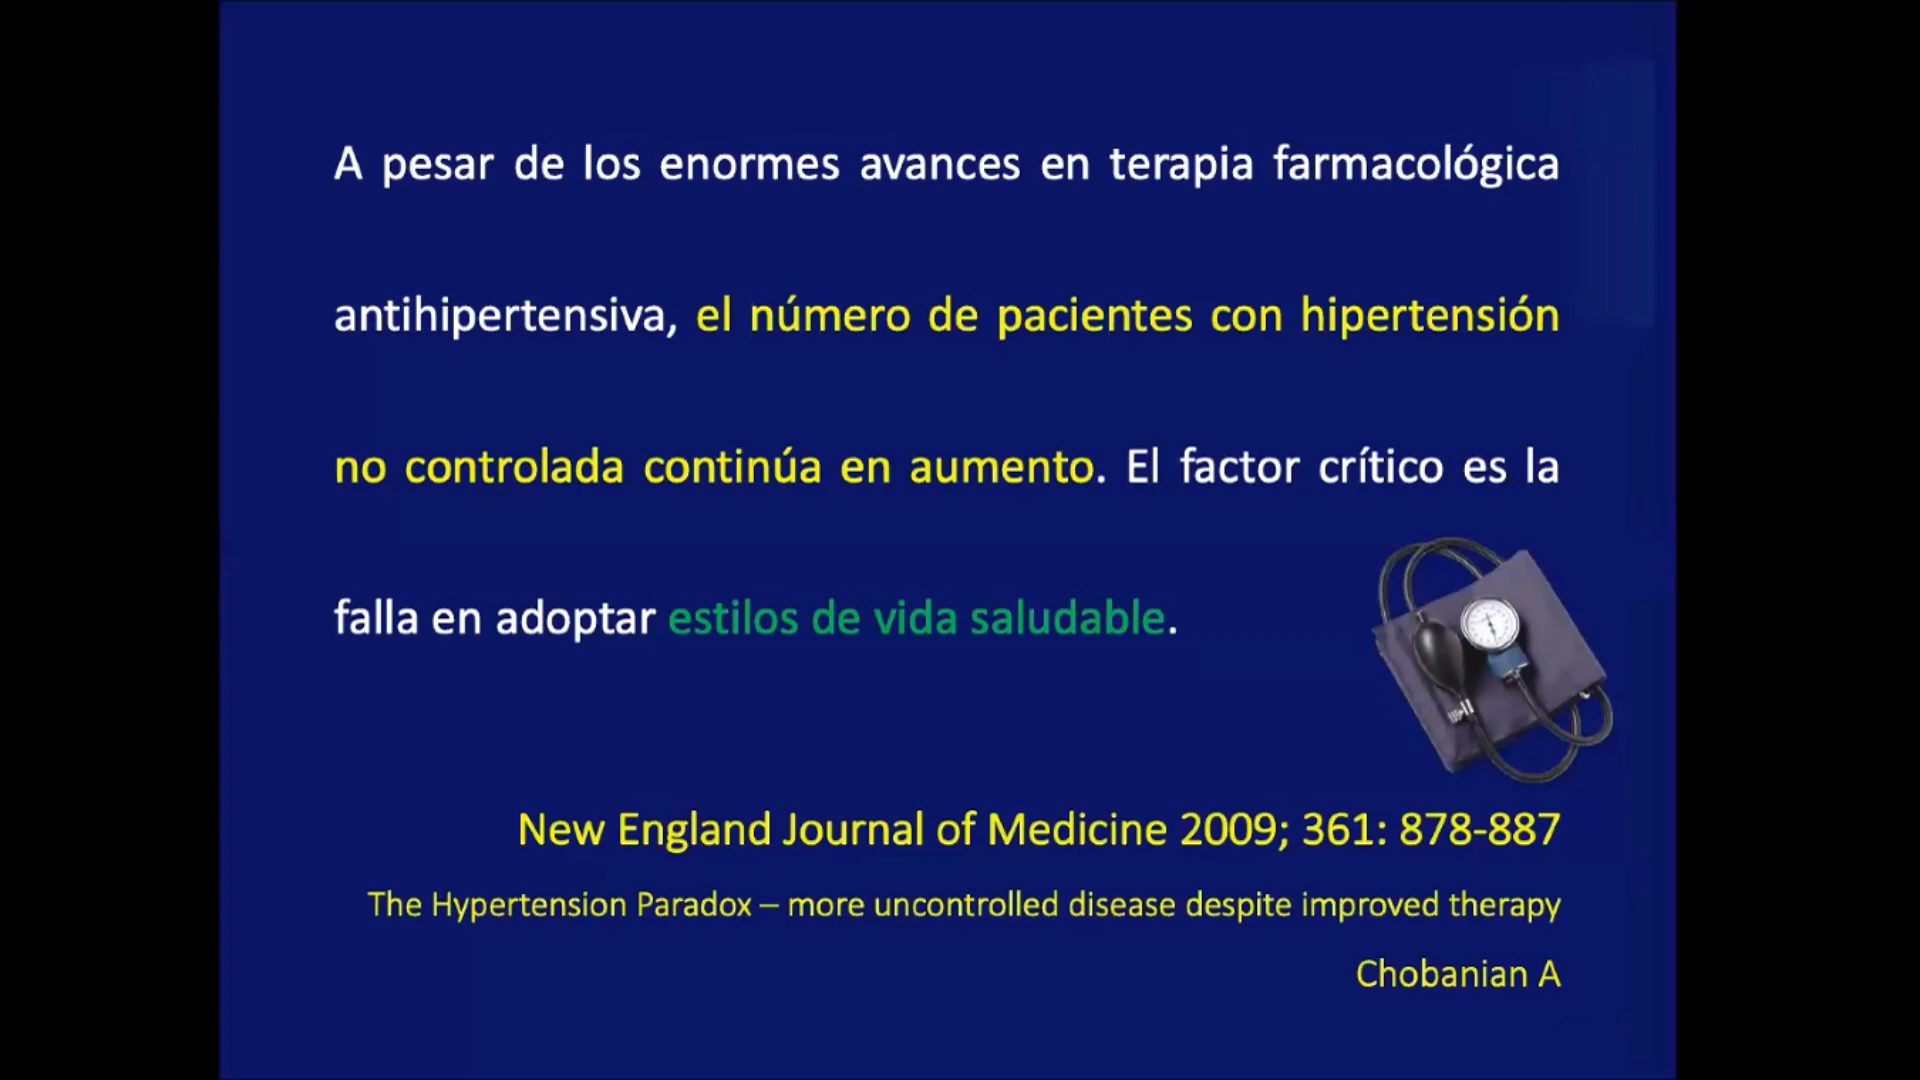 A pesar de los enormes avances en terapia farmacológica
antihipertensiva, el número de pacientes con hipertensión
no controlada continúa en aumento. El factor crítico es la
falla en adoptar estilos de vida saludable.
New England Journal of Medicine 2009; 361: 878-887
The Hypertension Paradox – more uncontrolled disease despite improved therapy
Chobanian A